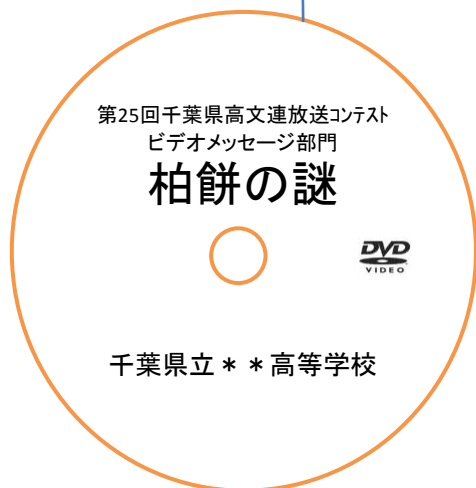 第25回千葉県高文連放送コンテスト
ビデオメッセージ部門
柏餅の謎
DVD
VIDEO
千葉県立＊＊高等学校